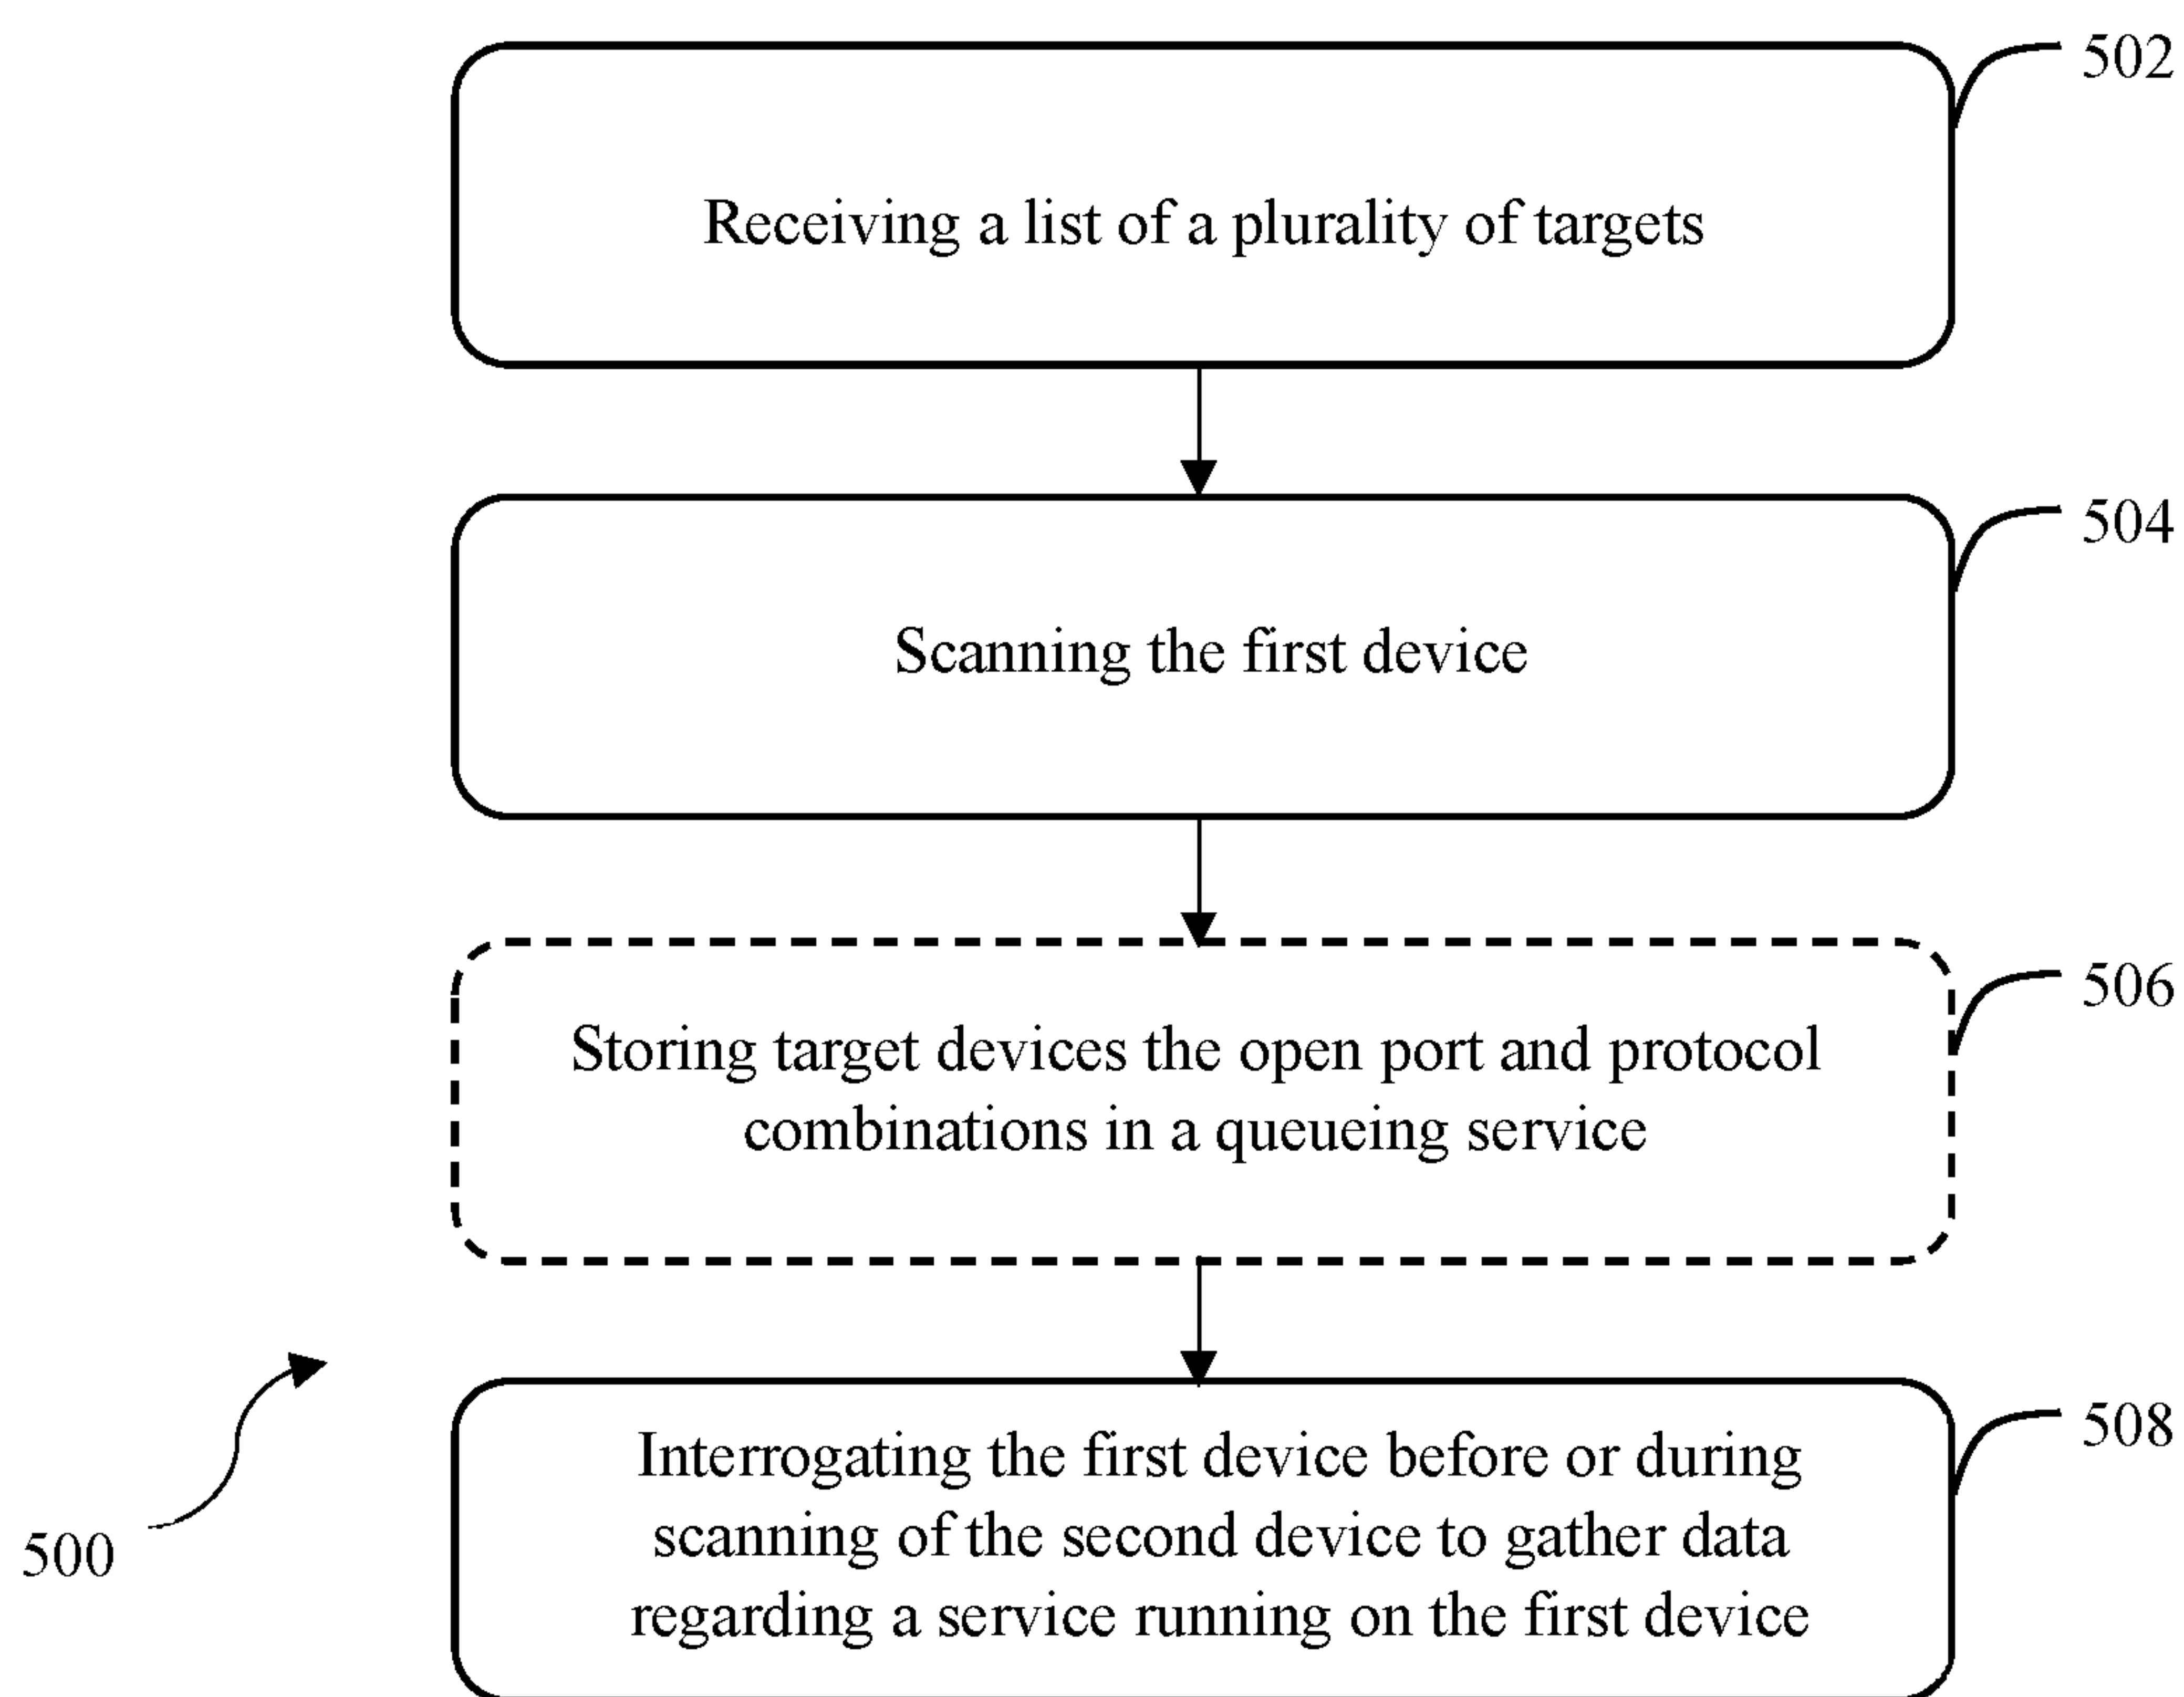 502
Receiving a list of a plurality of targets
504
Scanning the first device
506
Storing target devices the open port and protocol
combinations in a queueing service
508
Interrogating the first device before or during
scanning of the second device to gather data
regarding a service running on the first device
500